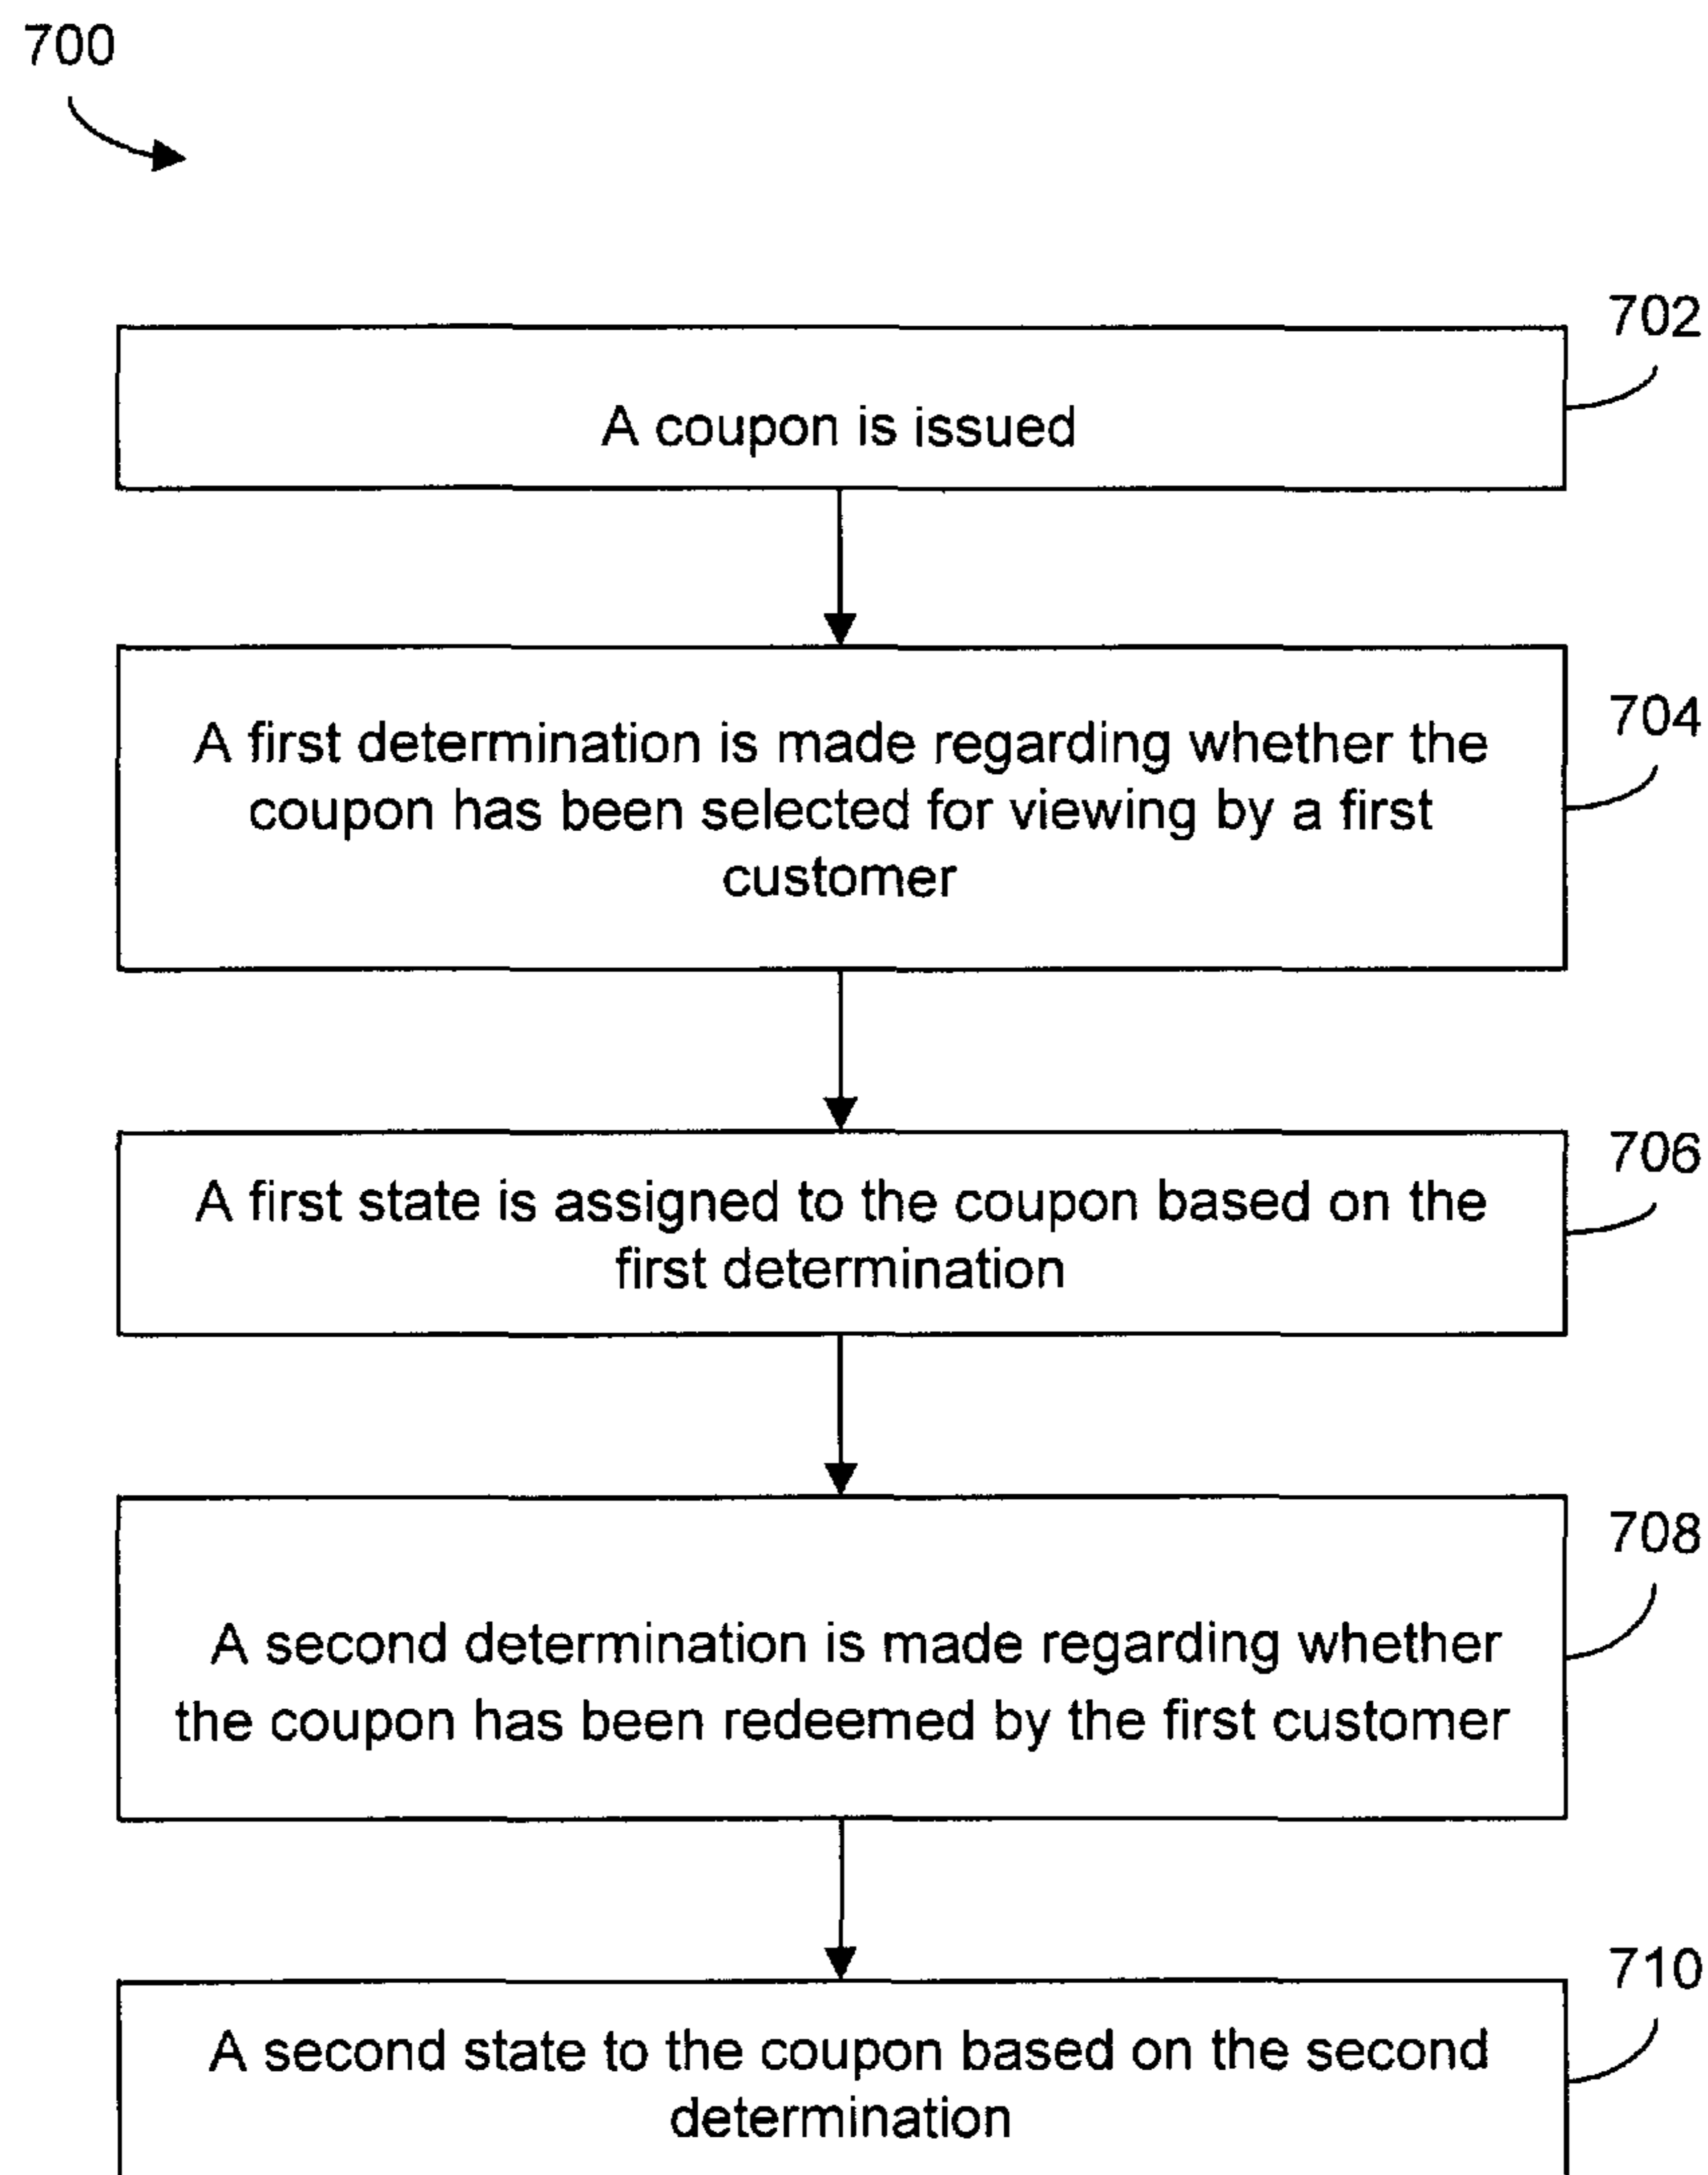 700
702
A coupon is issued
704
A first determination is made regarding whether the
coupon has been selected for viewing by a first
customer
706
A first state is assigned to the coupon based on the
first determination
708
A second determination is made regarding whether
the coupon has been redeemed by the first customer
710
A second state to the coupon based on the second
determination